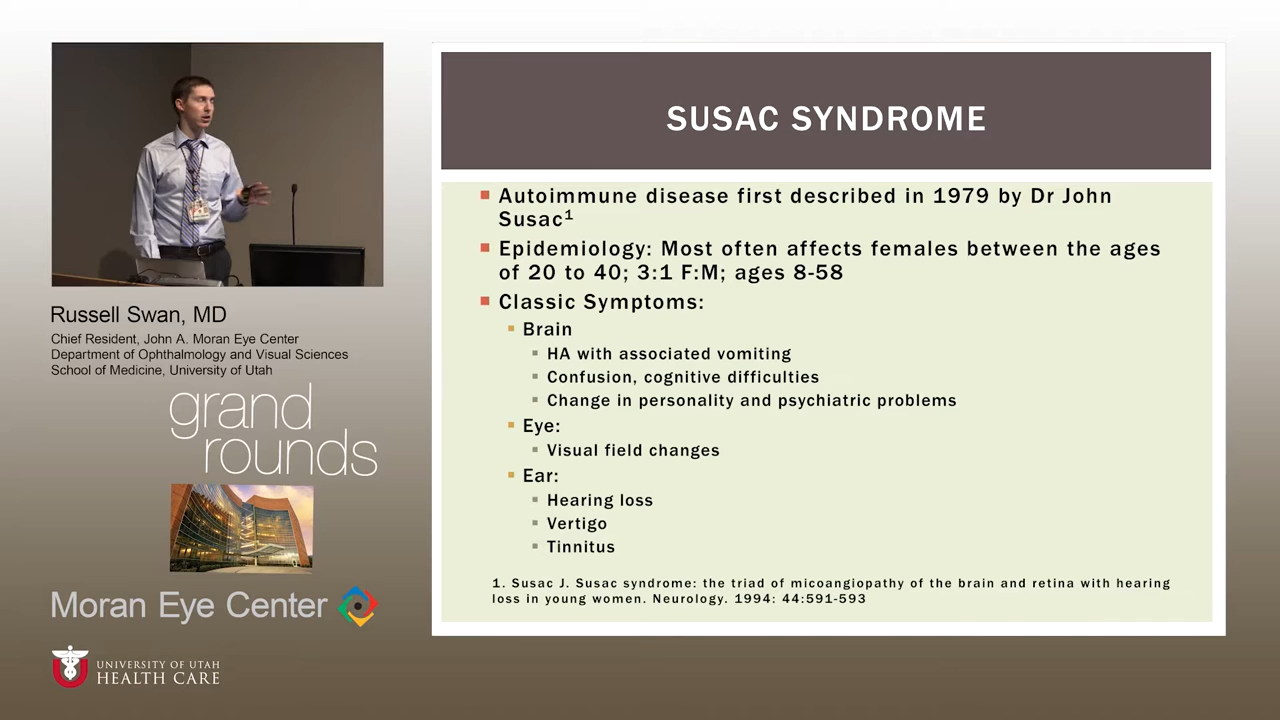 Russell Swan, MD
Chief Resident, John A. Moran Eye Center
Department of Ophthalmology and Visual Sciences
School of Medicine, University of Utah
grand
rounds
Moran Eye Center
UNIVERSITY OF UTAH
HEALTH CARE
SUSAC SYNDROME
Autoimmune disease first described in 1979 by Dr John
Susac¹
Epidemiology: Most often affects females between the ages
of 20 to 40; 3:1 F:M; ages 8-58
Classic Symptoms:
Brain
HA with associated vomiting
Confusion, cognitive difficulties
Change in personality and psychiatric problems
Eye:
Visual field changes
Ear:
Hearing loss
Vertigo
Tinnitus
1. Susac J. Susac syndrome: the triad of micoangiopathy of the brain and retina with hearing
loss in young women. Neurology. 1994: 44:591-593